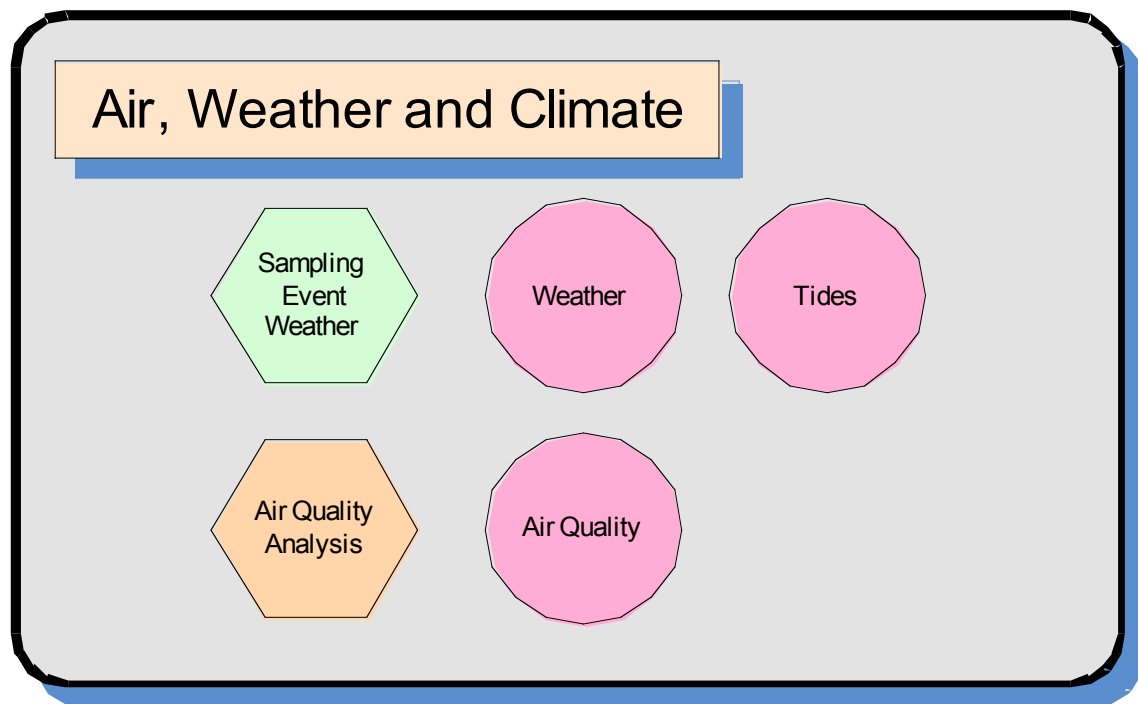 Air, Weather and Climate
Sampling
Event
Weather
Weather
Tides
Air Quality
Analysis
Air Quality